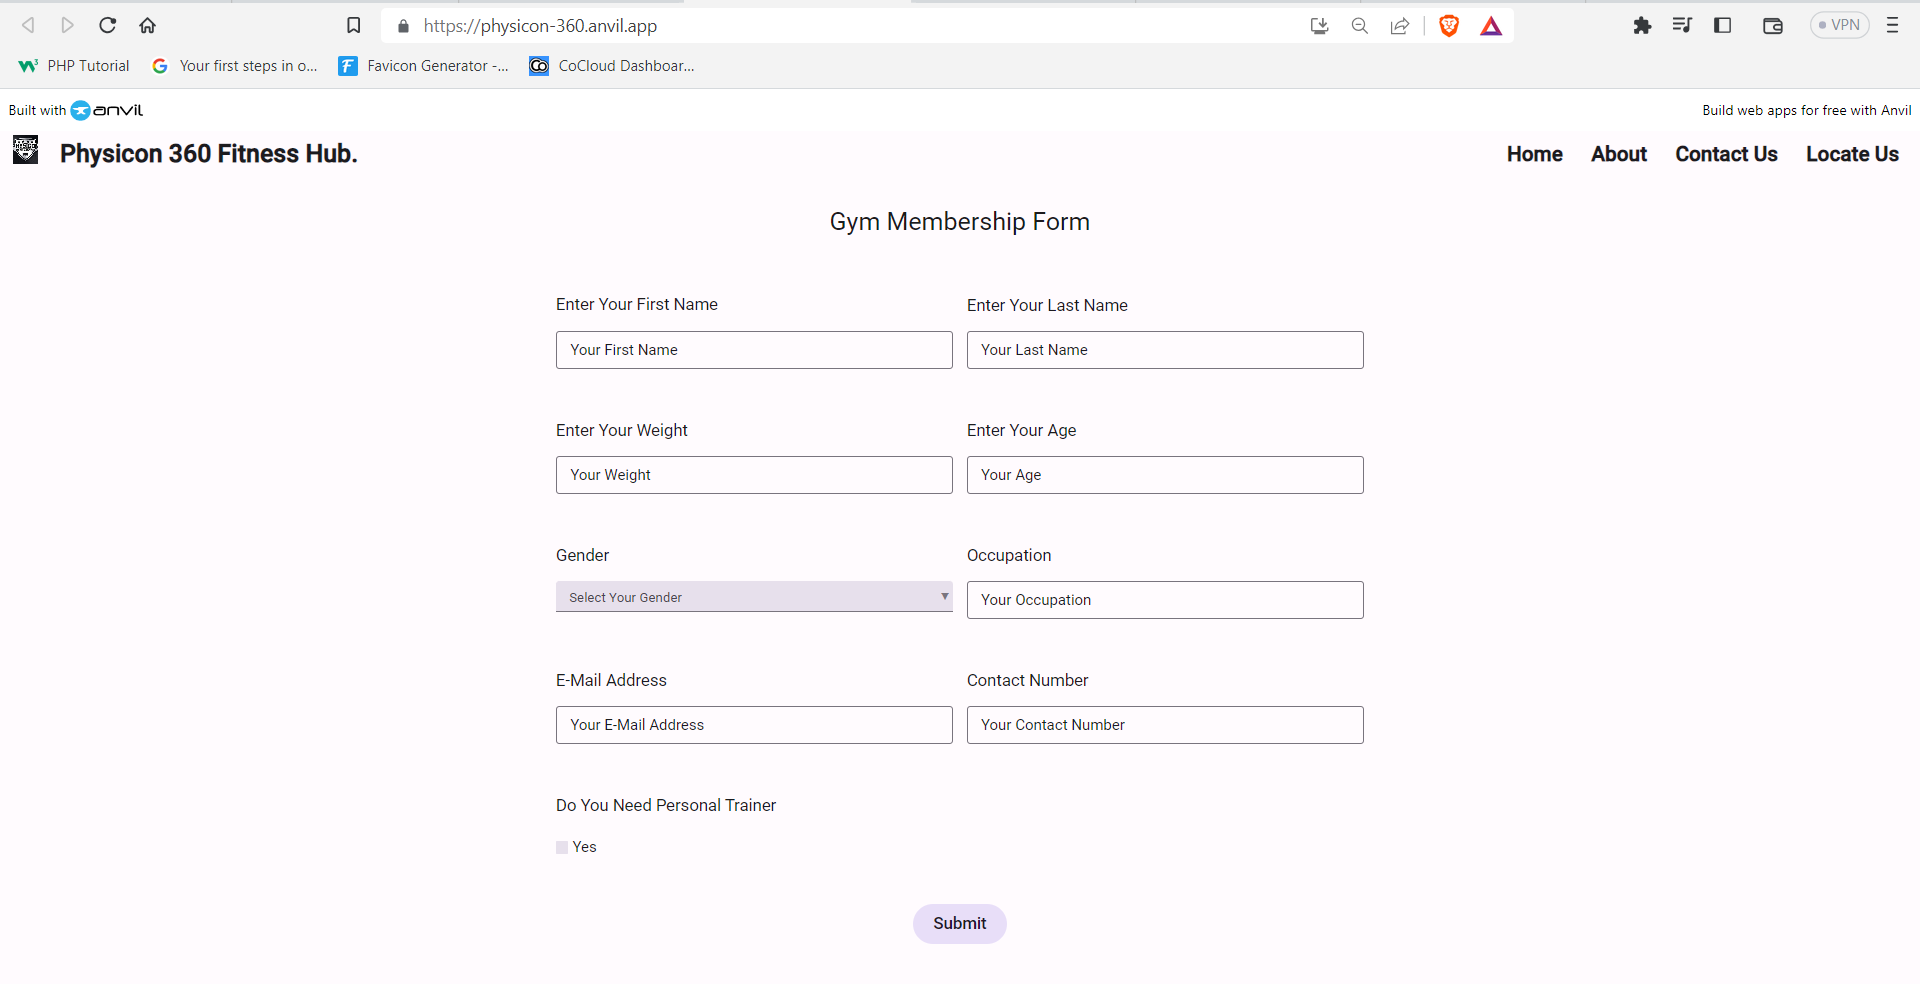 https://physicon-360.anvil.app
VPN
PHP Tutorial Your first steps in o... Favicon Generator -... CoCloud Dashboar...
Built with anvil Build web apps for free with Anvil
Physicon 360 Fitness Hub. Home About Contact Us Locate Us
Gym Membership Form
Enter Your First Name Enter Your Last Name
Your First Name Your Last Name
Enter Your Weight Enter Your Age
Your Weight Your Age
Gender Occupation
Select Your Gender Your Occupation
E-Mail Address Contact Number
Your E-Mail Address Your Contact Number
Do You Need Personal Trainer
Yes
Submit